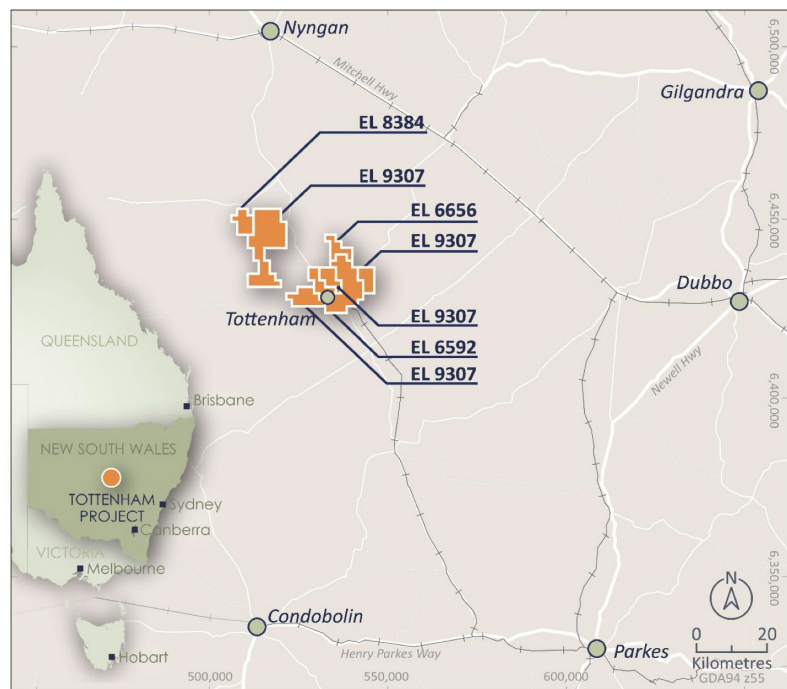 Nyngan
6,500,000
Mitchell Hwy
Gilgandra
EL 8384
EL 9307
EL 6656
6,450,000
EL 9307
Dubbo
Tottenham
EL 9307
EL 6592
EL 9307
QUEENSLAND
Newell Hwy
Brisbane
6,400,000
NEW SOUTH WALES
TOTTENHAM
PROJECT
Sydney
Canberra
VICTORIA
Melbourne
6,350,000
N
Condobolin
Henry Parkes Way
Parkes
0 20
Kilometres
GDA94 z55
Hobart
500,000
550,000
600,000